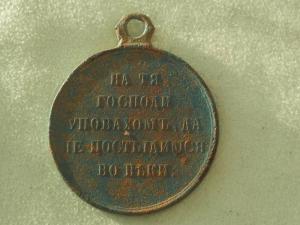 НА ТЯ
ГОСПОДИ
УПОВАХОМЪ, ДА
НЕ ПОСТЫДИМСЯ
ВО ВѢКИ.